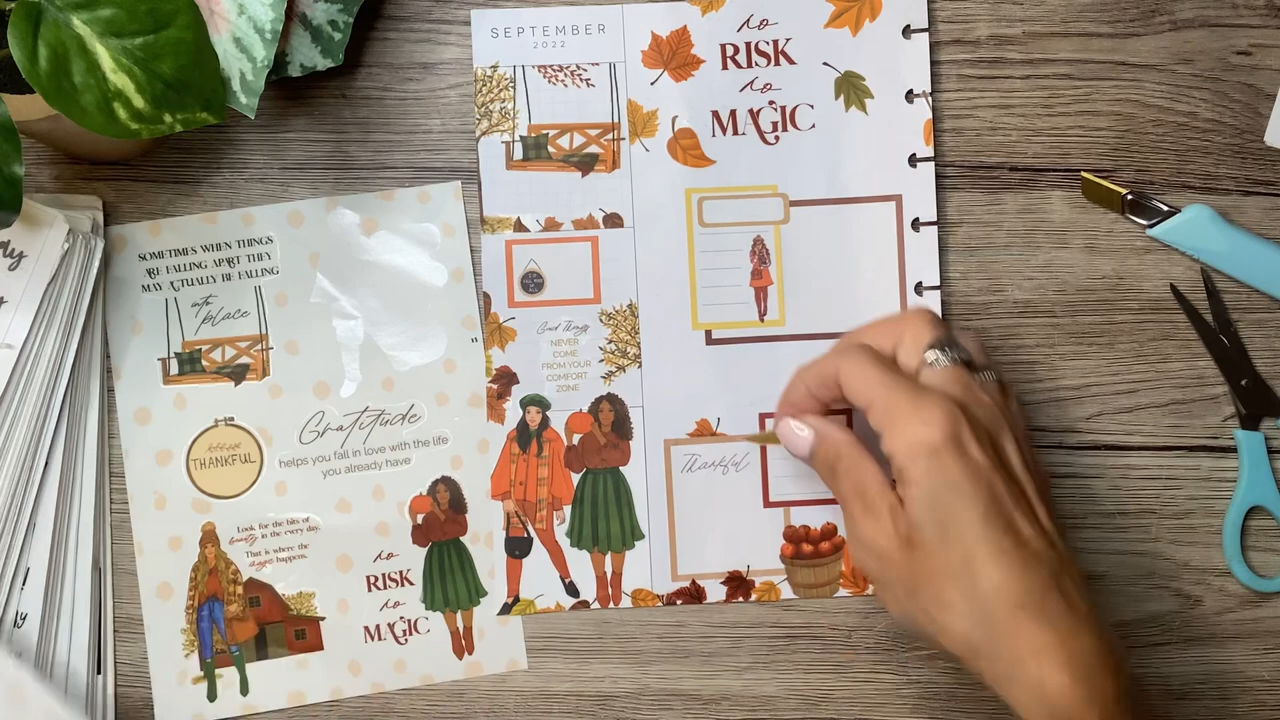 SEPTEMBER
2022
no
RISK
no
MAGIC
Good Things
NEVER
COME
FROM YOUR
COMFORT
ZONE
Thankful
SOMETIMES WHEN THINGS
ARE FALLING APART THEY
MAY ACTUALLY BE FALLING
into
place
THANKFUL
Gratitude
helps you fall in love with the life
you already have
Look for the bits of
beauty in the every day.
That is where the
magic happens.
no
RISK
no
MAGIC